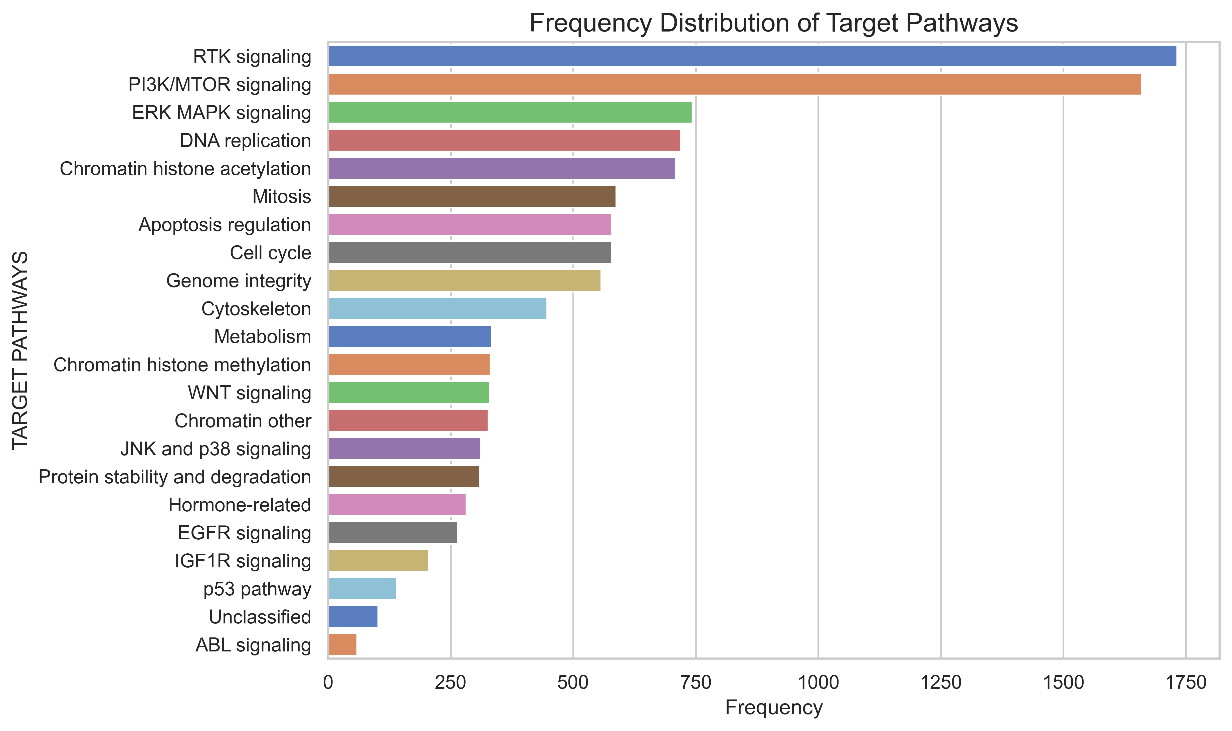 Frequency Distribution of Target Pathways
TARGET PATHWAYS
RTK signaling
PI3K/MTOR signaling
ERK MAPK signaling
DNA replication
Chromatin histone acetylation
Mitosis
Apoptosis regulation
Cell cycle
Genome integrity
Cytoskeleton
Metabolism
Chromatin histone methylation
WNT signaling
Chromatin other
JNK and p38 signaling
Protein stability and degradation
Hormone-related
EGFR signaling
IGF1R signaling
p53 pathway
Unclassified
ABL signaling
0 250 500 750 1000 1250 1500 1750
Frequency